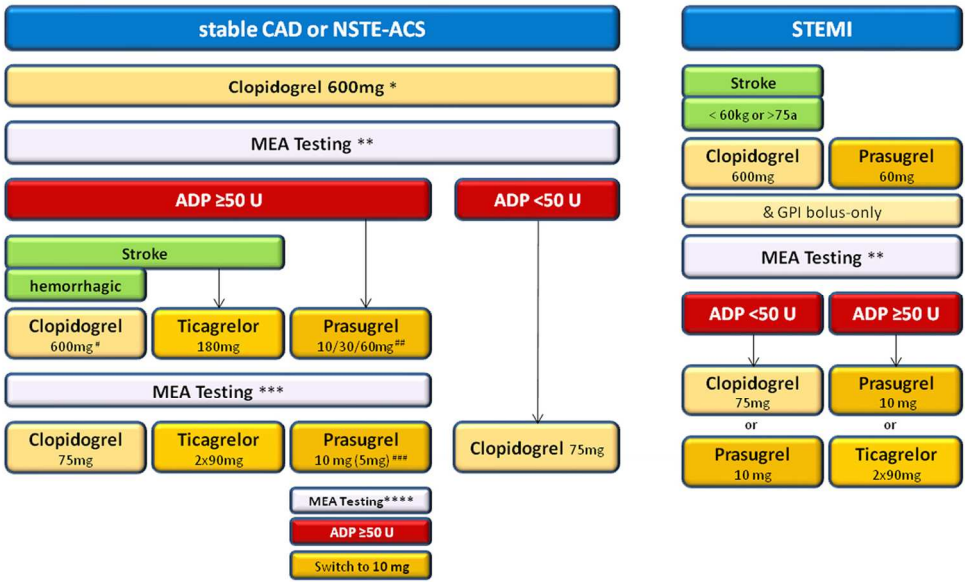 stable CAD or NSTE-ACS
Clopidogrel 600mg *
MEA Testing **
ADP ≥50 U
ADP <50 U
Stroke
hemorrhagic
Clopidogrel
600mg #
Ticagrelor
180mg
Prasugrel
10/30/60mg ##
MEA Testing ***
Clopidogrel
75mg
Ticagrelor
2x90mg
Prasugrel
10 mg (5mg) ###
Clopidogrel 75mg
MEA Testing****
ADP ≥50 U
Switch to 10 mg
STEMI
Stroke
< 60kg or >75a
Clopidogrel
600mg
Prasugrel
60mg
& GPI bolus-only
MEA Testing **
ADP <50 U
ADP ≥50 U
Clopidogrel
75mg
Prasugrel
10 mg
or
or
Prasugrel
10 mg
Ticagrelor
2x90mg